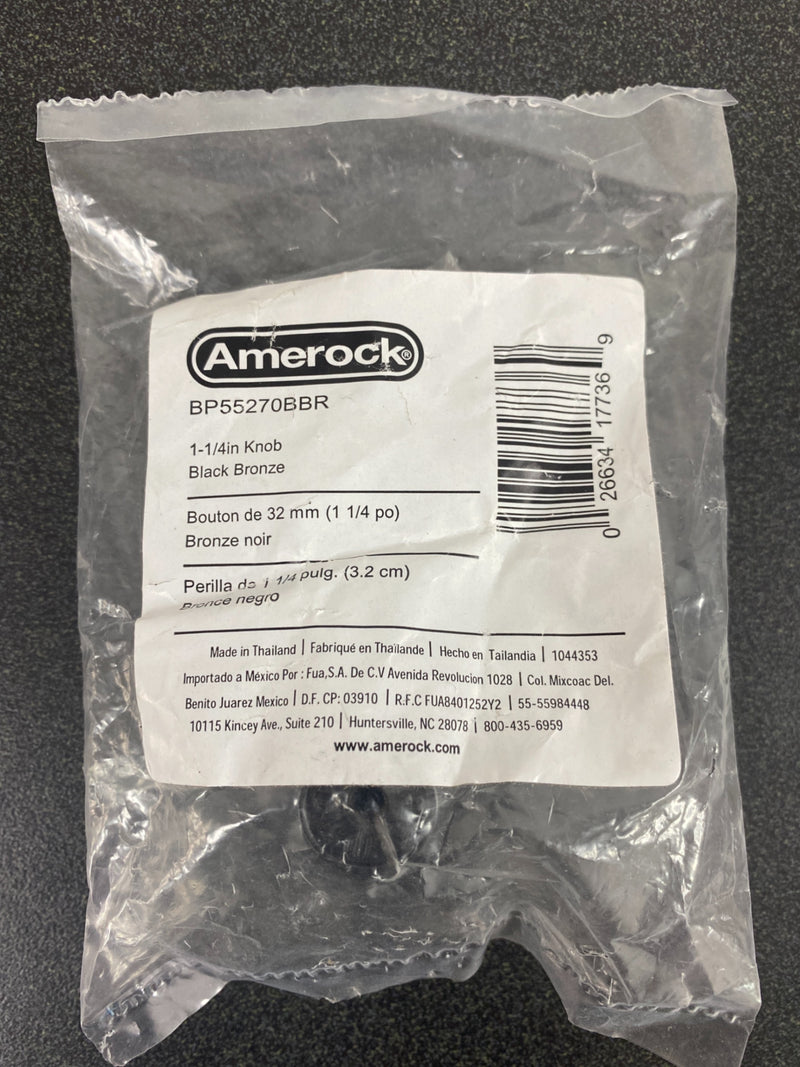 Amerock®
BP55270BBR
1-1/4in Knob
Black Bronze
Bouton de 32 mm (1 1/4 po)
Bronze noir
Perilla de 1 1/4 pulg. (3.2 cm)
Bronce negro
Made in Thailand | Fabriqué en Thaïlande | Hecho en Tailandia | 1044353
Importado a México Por : Fua,S.A. De C.V Avenida Revolucion 1028 | Col. Mixcoac Del.
Benito Juarez Mexico | D.F. CP: 03910 | R.F.C FUA8401252Y2 | 55-55984448
10115 Kincey Ave., Suite 210 | Huntersville, NC 28078 | 800-435-6959
www.amerock.com
0 26634 17736 9